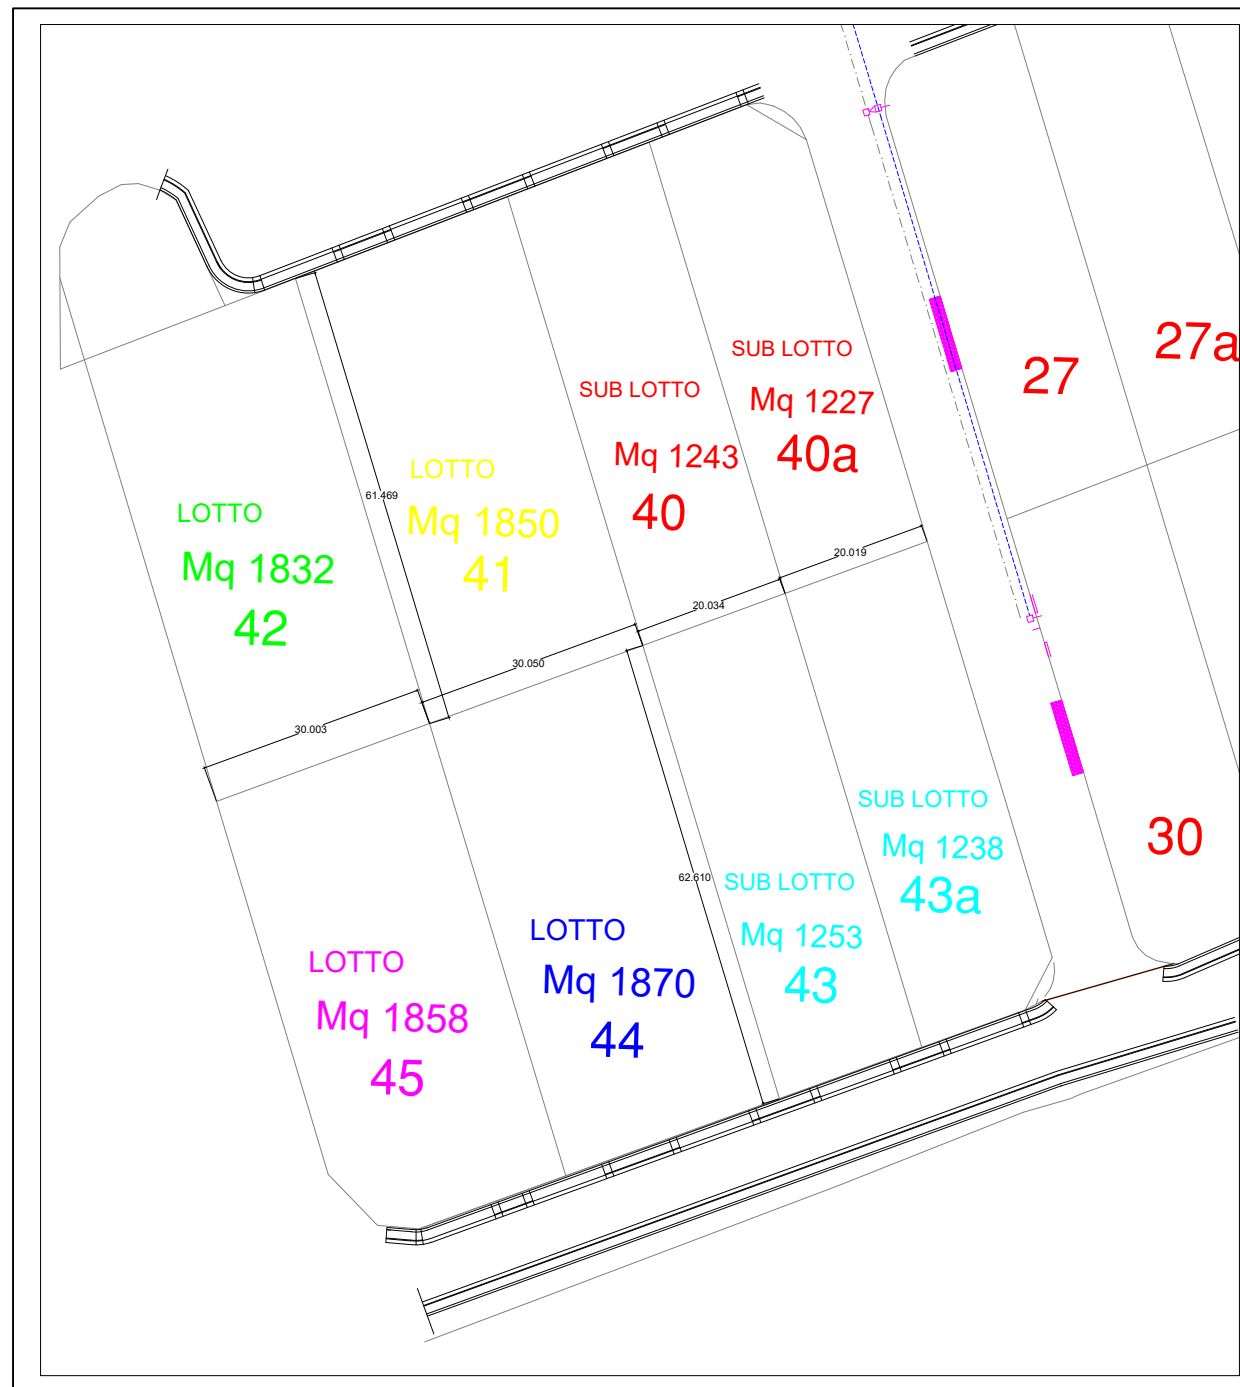 27a
27
SUB LOTTO
Mq 1227
40a
SUB LOTTO
Mq 1243
40
LOTTO
Mq 1850
41
61.469
LOTTO
Mq 1832
42
20.019
20.034
30.050
30.003
SUB LOTTO
Mq 1238
43a
30
SUB LOTTO
Mq 1253
43
62.610
LOTTO
Mq 1870
44
LOTTO
Mq 1858
45